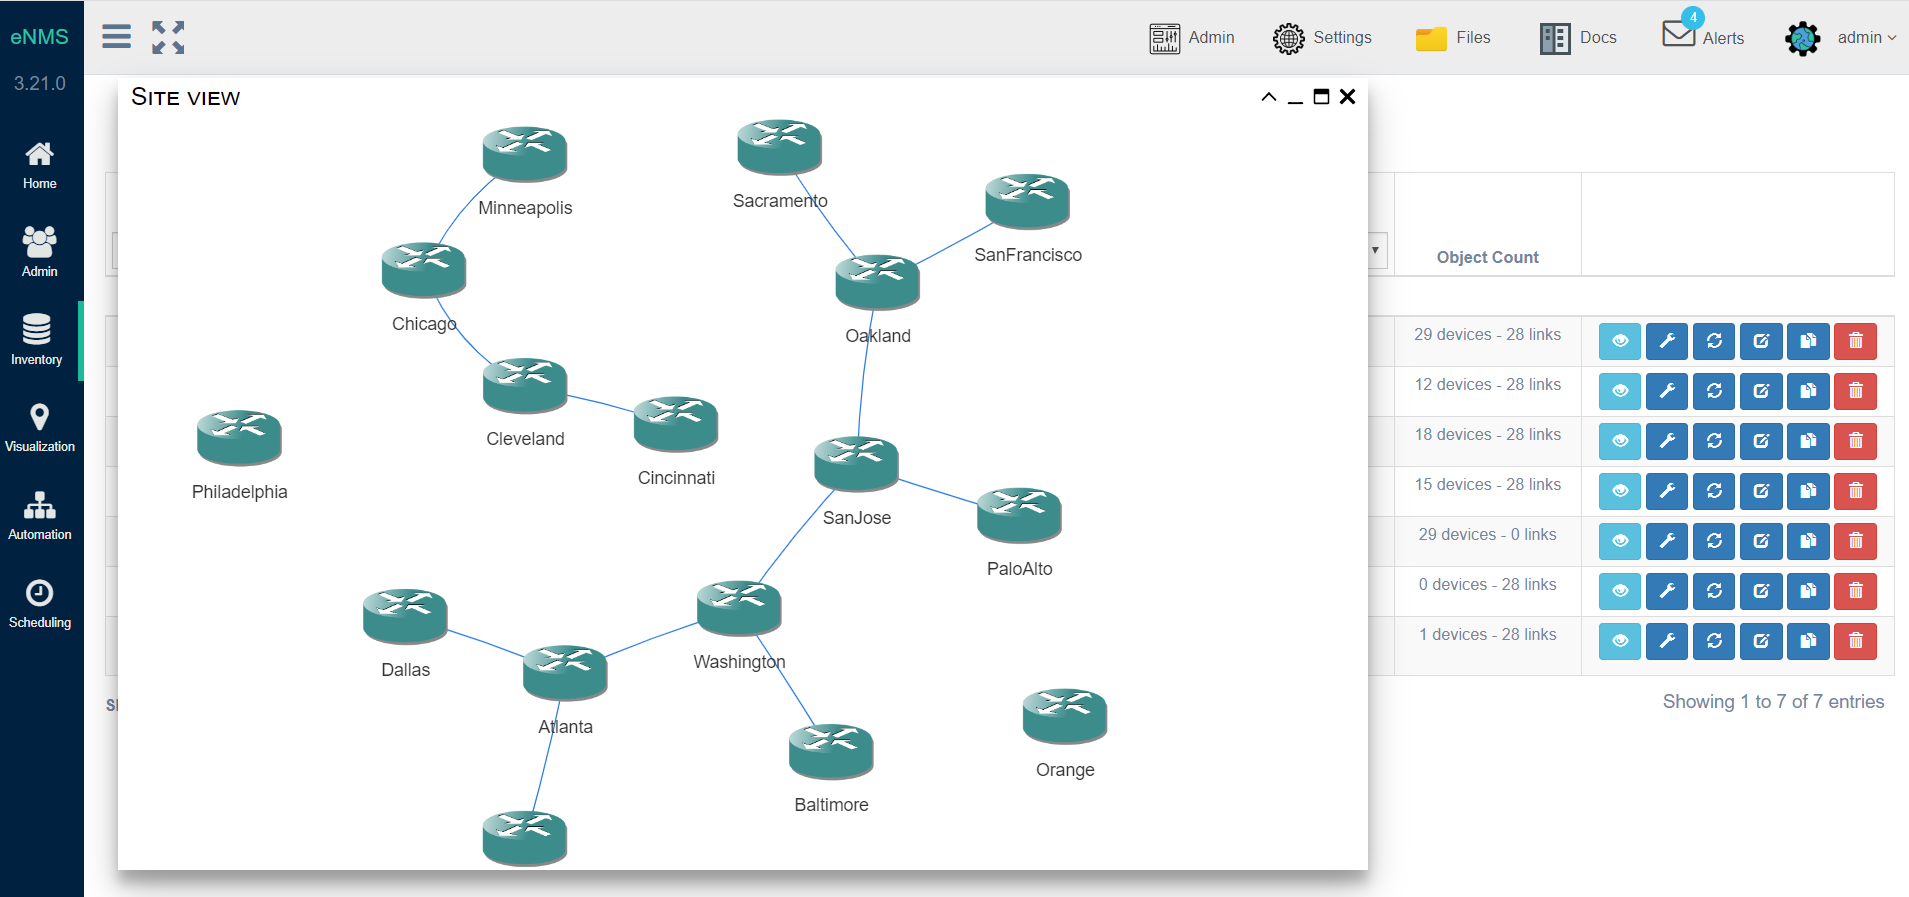 eNMS
3.21.0
Home
Admin
Inventory
Visualization
Automation
Scheduling
Admin
Settings
Files
Docs
4
Alerts
admin
SITE VIEW
Minneapolis
Sacramento
SanFrancisco
Chicago
Oakland
Cleveland
Cincinnati
Philadelphia
SanJose
PaloAlto
Dallas
Washington
Atlanta
Orange
Baltimore
Object Count
29 devices - 28 links
12 devices - 28 links
18 devices - 28 links
15 devices - 28 links
29 devices - 0 links
0 devices - 28 links
1 devices - 28 links
Showing 1 to 7 of 7 entries